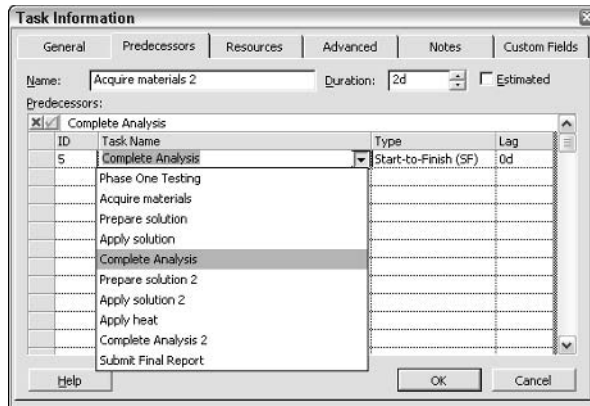 Task Information
General Predecessors Resources Advanced Notes Custom Fields
Name: Acquire materials 2 Duration: 2d Estimated
Predecessors:
Complete Analysis
ID Task Name Type Lag
5 Complete Analysis Start-to-Finish (SF) 0d
Phase One Testing
Acquire materials
Prepare solution
Apply solution
Complete Analysis
Prepare solution 2
Apply solution 2
Apply heat
Complete Analysis 2
Submit Final Report
Help OK Cancel